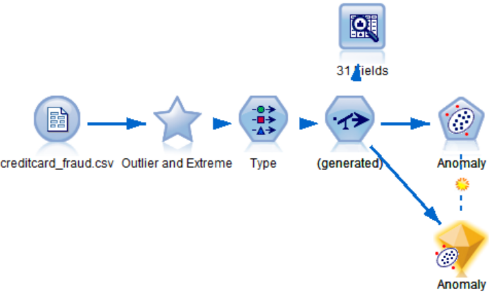 31 Fields
creditcard_fraud.csv Outlier and Extreme Type (generated) Anomaly
Anomaly